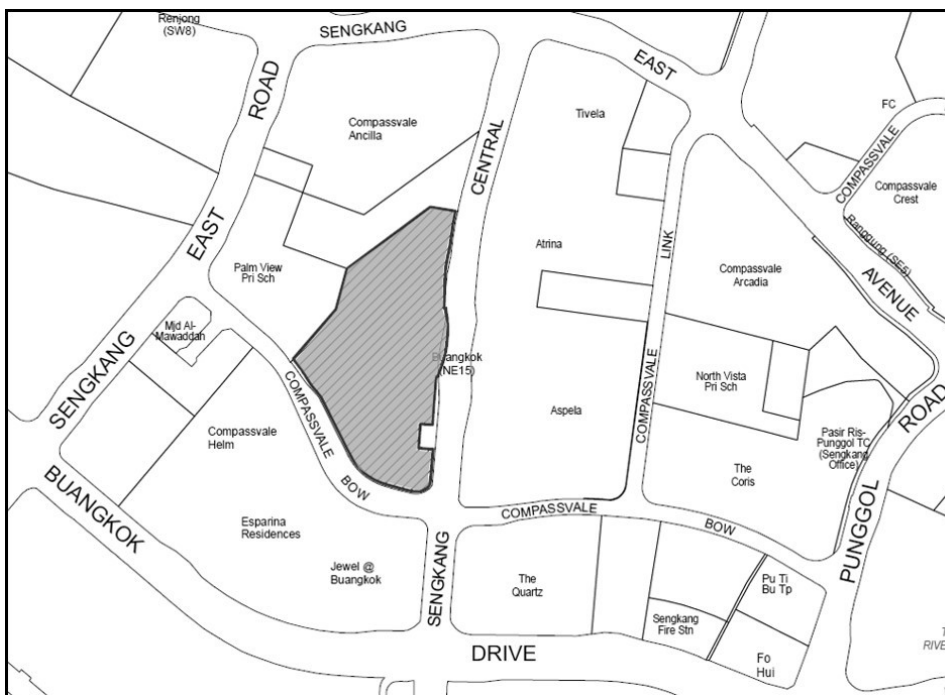 Renjong
(SW8)
SENGKANG
EAST
ROAD
Compassvale
Ancilla
CENTRAL
Tivela
FC
COMPASSVALE
Compassvale
Crest
Ranggung (SE5)
EAST
Palm View
Pri Sch
Atrina
LINK
Compassvale
Arcadia
AVENUE
Mjd Al-
Mawaddah
SENGKANG
Buangkok
(NE15)
COMPASSVALE
North Vista
Pri Sch
ROAD
COMPASSVALE
Compassvale
Helm
Aspela
Pasir Ris-
Punggol TC
(Sengkang
Office)
The
Coris
BOW
BUANGKOK
COMPASSVALE
BOW
Esparina
Residences
PUNGGOL
Jewel @
Buangkok
SENGKANG
The
Quartz
Pu Ti
Bu Tp
Sengkang
Fire Stn
DRIVE
Fo
Hui
RIVE